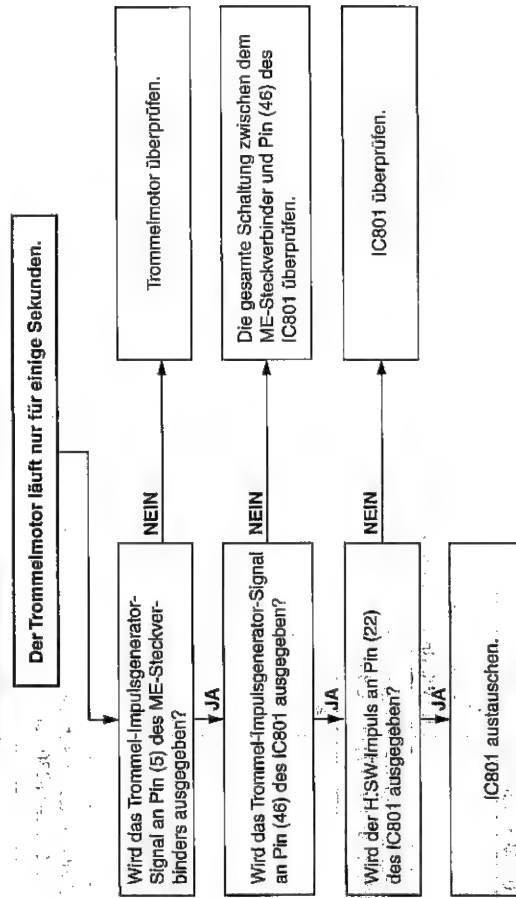 Der Trommelmotor läuft nur für einige Sekunden.
Wird das Trommel-Impulsgenerator-
Signal an Pin (5) des ME-Steckver-
binders ausgegeben?
NEIN
Trommelmotor überprüfen.
JA
Wird das Trommel-Impulsgenerator-Signal
an Pin (46) des IC801 ausgegeben?
NEIN
Die gesamte Schaltung zwischen dem
ME-Steckverbinder und Pin (46) des
IC801 überprüfen.
JA
Wird der H.SW-Impuls an Pin (22)
des IC801 ausgegeben?
NEIN
IC801 überprüfen.
JA
IC801 austauschen.